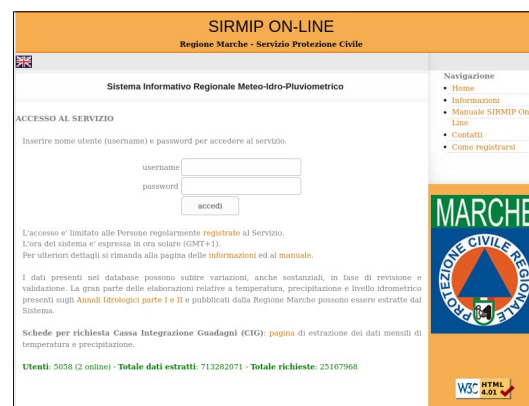 SIRMIP ON-LINE
Regione Marche - Servizio Protezione Civile
Sistema Informativo Regionale Meteo-Idro-Pluviometrico
ACCESSO AL SERVIZIO
Inserire nome utente (username) e password per accedere al servizio.
username
password
accedi
L'accesso e' limitato alle Persone regolarmente registrate al Servizio.
L'ora del sistema e' espressa in ora solare (GMT+1).
Per ulteriori dettagli si rimanda alla pagina delle informazioni ed al manuale.
I dati presenti nel database possono subire variazioni, anche sostanziali, in fase di revisione e
validazione. La gran parte delle elaborazioni relative a temperatura, precipitazione e livello idrometrico
presenti sugli Annali Idrologici parte I e II e pubblicati dalla Regione Marche possono essere estratte dal
Sistema.
Schede per richiesta Cassa Integrazione Guadagni (CIG): pagina di estrazione dei dati mensili di
temperatura e precipitazione.
Utenti: 5058 (2 online) - Totale dati estratti: 713282071 - Totale richieste: 25167968
Navigazione
Home
Informazioni
Manuale SIRMIP On
Line
Contatti
Come registrarsi
MARCHE
PROTEZIONE CIVILE REGIONALE
W3C HTML
4.01